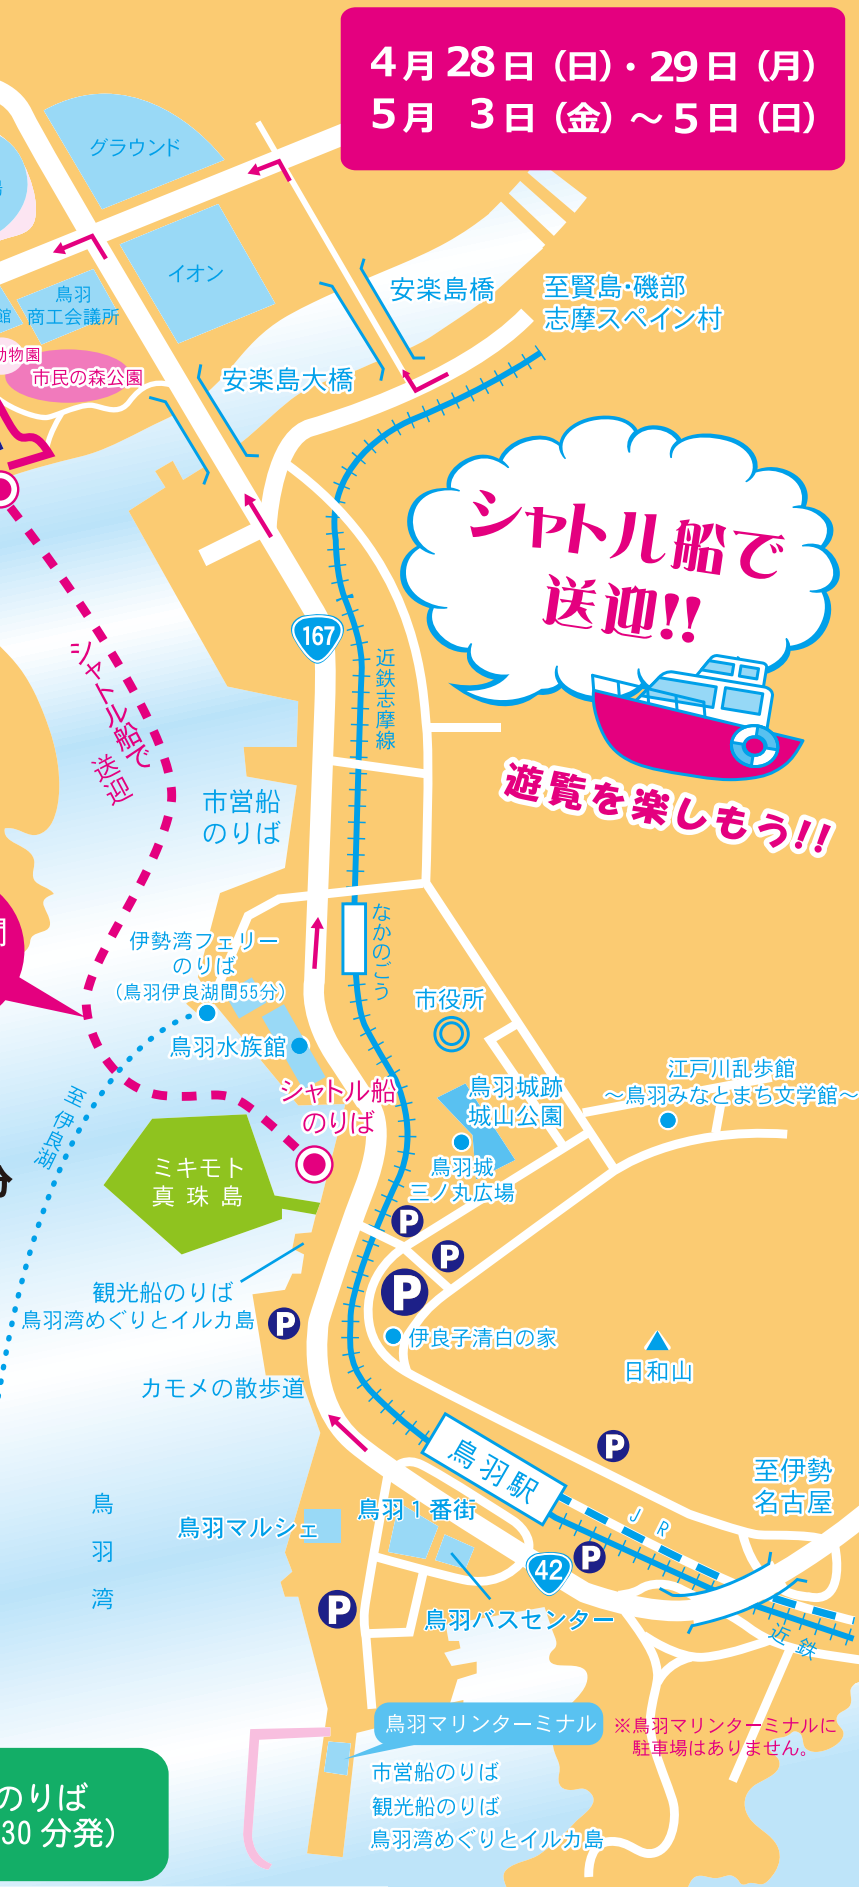 4月28日(日)・29日(月)
5月 3日(金)～5日(日)
グラウンド
イオン
鳥羽
商工会議所
館
動物園
市民の森公園
安楽島橋
安楽島大橋
至賢島・磯部
志摩スペイン村
シャトル船で
送迎!!
遊覧を楽しもう!!
167
近鉄志摩線
シャトル船で
送迎
市営船
のりば
なかのごう
伊勢湾フェリー
のりば
(鳥羽伊良湖間55分)
鳥羽水族館
至伊良湖
市役所
シャトル船
のりば
鳥羽城跡
城山公園
鳥羽城
三ノ丸広場
江戸川乱歩館
～鳥羽みなとまち文学館～
ミキモト
真珠島
P
P
P
P
観光船のりば
鳥羽湾めぐりとイルカ島
伊良子清白の家
日和山
カモメの散歩道
鳥羽駅
P
至伊勢
名古屋
JR
鳥羽湾
鳥羽マルシェ
鳥羽1番街
42
P
P
鳥羽バスセンター
近鉄
鳥羽マリンターミナル
※鳥羽マリンターミナルに
駐車場はありません。
市営船のりば
観光船のりば
鳥羽湾めぐりとイルカ島
のりば
30分発)